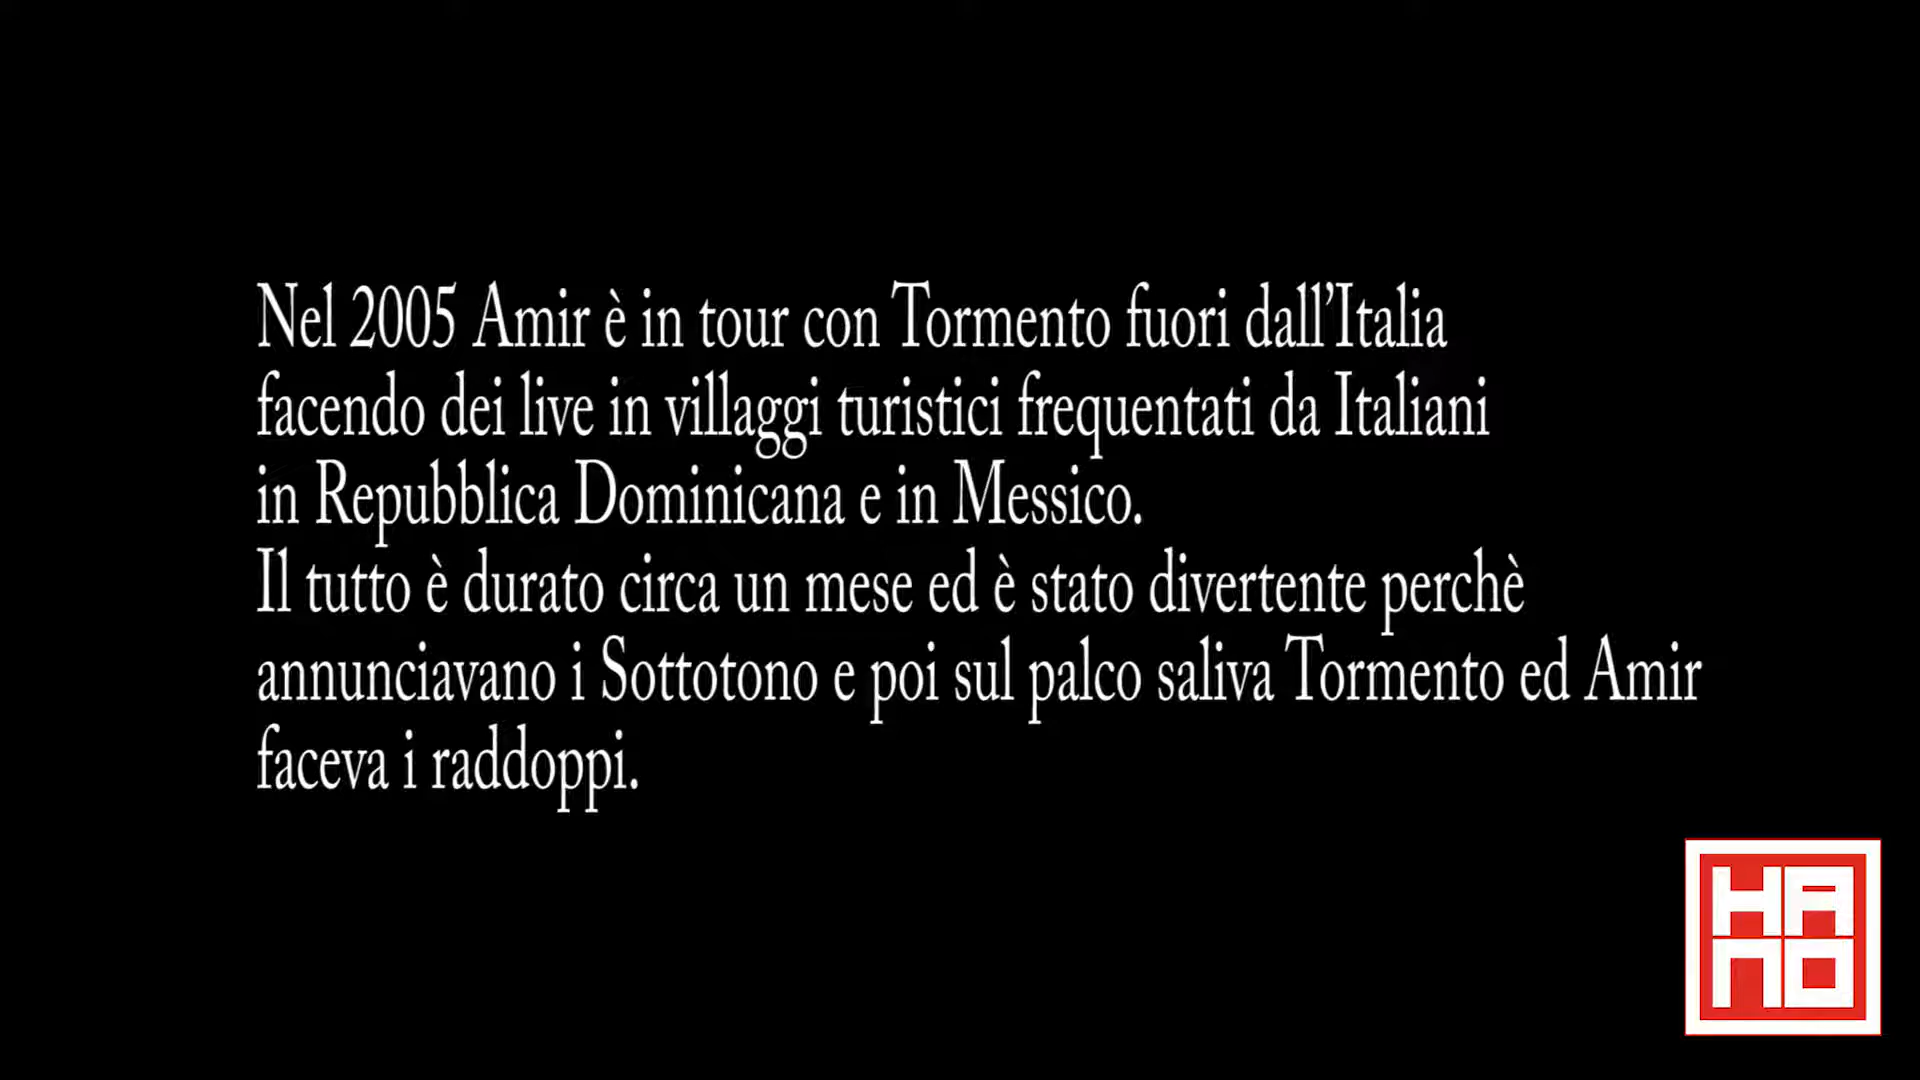 Nel 2005 Amir è in tour con Tormento fuori dall’Italia
facendo dei live in villaggi turistici frequentati da Italiani
in Repubblica Dominicana e in Messico.
Il tutto è durato circa un mese ed è stato divertente perchè
annunciavano i Sottotono e poi sul palco saliva Tormento ed Amir
faceva i raddoppi.
HA
NO